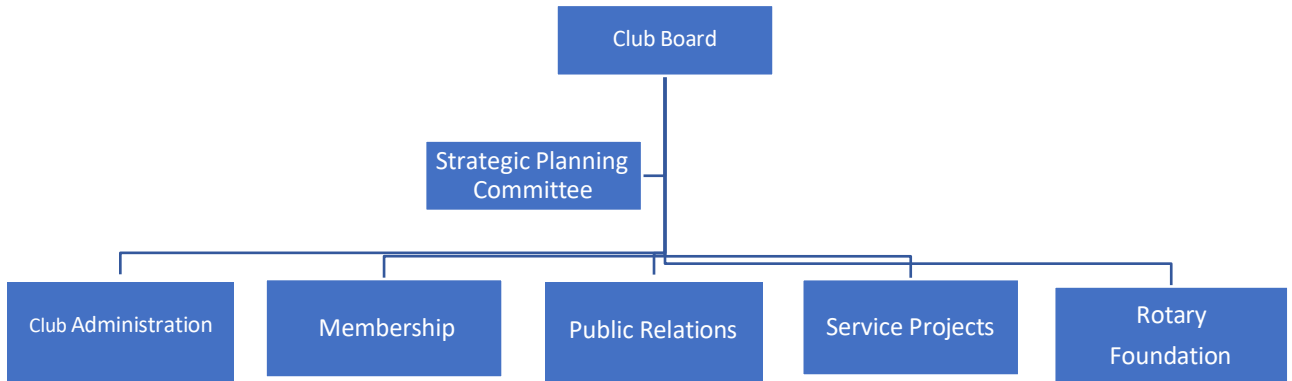 Club Board
Strategic Planning
Committee
Club Administration
Membership
Public Relations
Service Projects
Rotary
Foundation